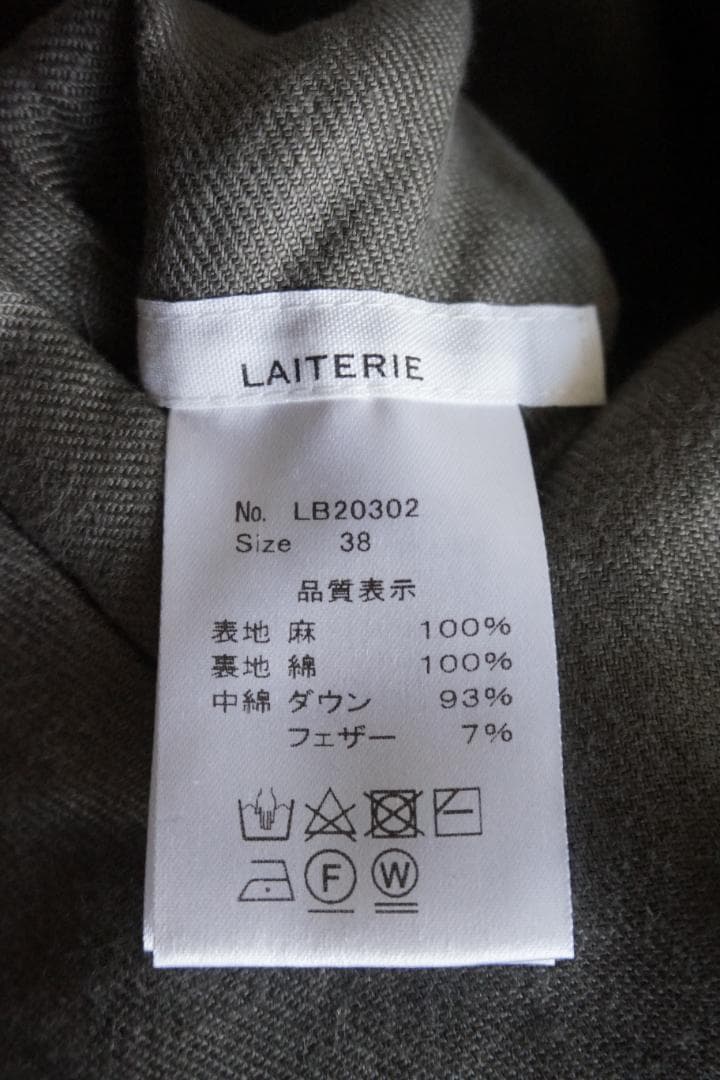 LAITERIE
No. LB20302
Size 38
品質表示
表地 麻 100%
裏地 綿 100%
中綿 ダウン 93%
フェザー 7%
F W